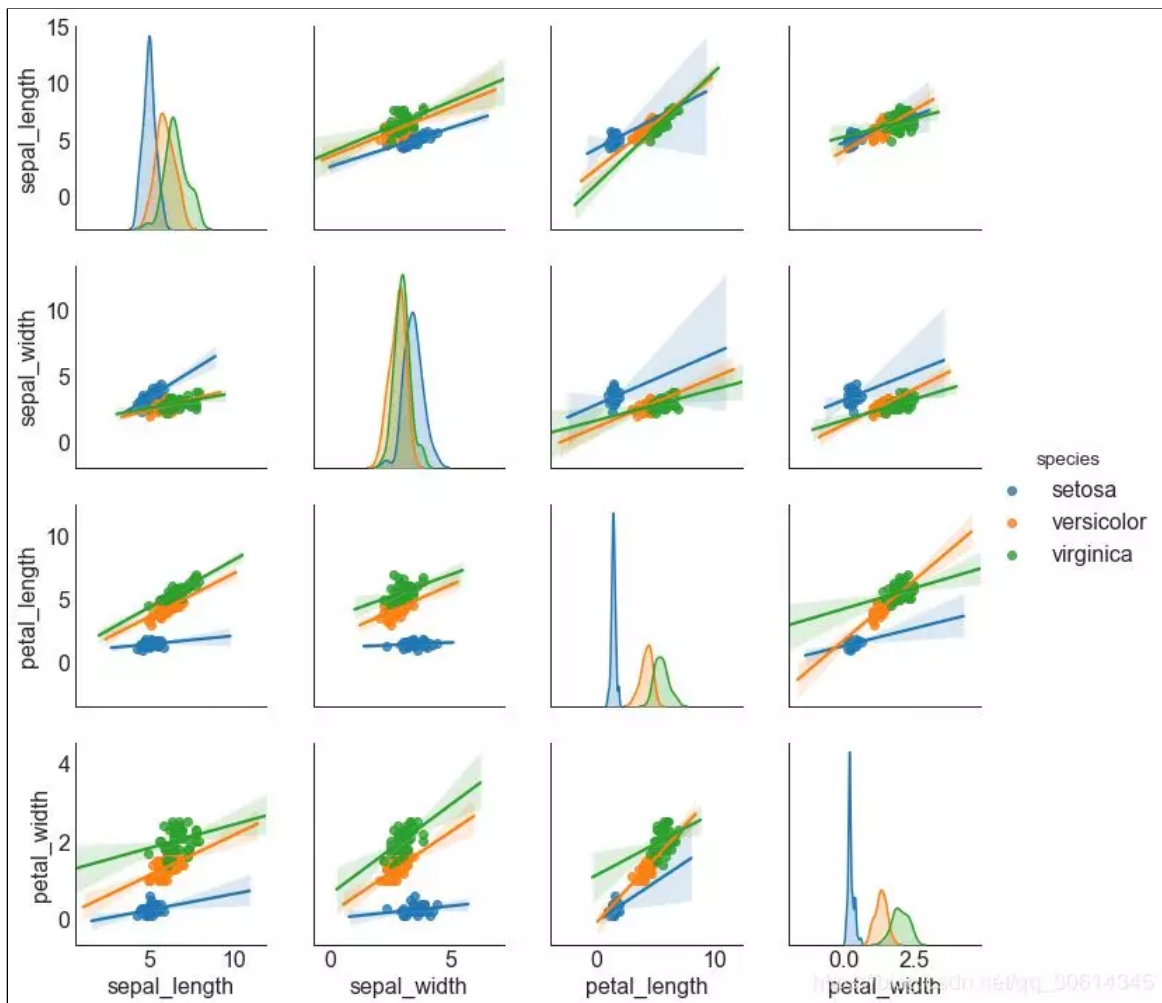 15
10
5
0
sepal_length
10
5
0
sepal_width
species
setosa
versicolor
virginica
10
5
0
petal_length
4
2
0
petal_width
5 10
0 5
0 10
0.0 2.5
sepal_length
sepal_width
petal_length
petal_width